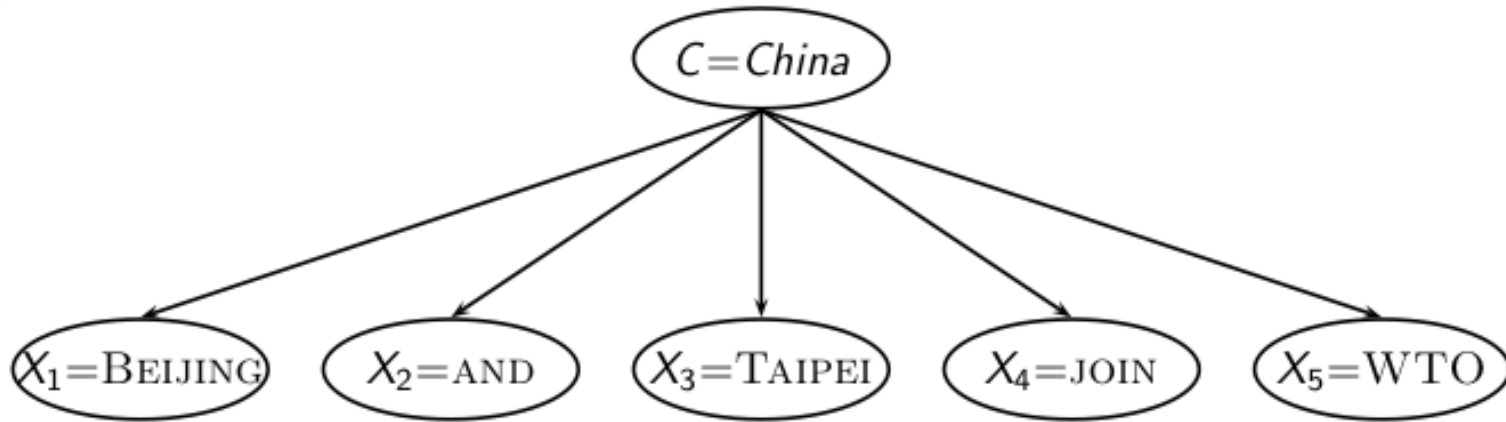 C=China
X₁=BEIJING X₂=AND X₃=TAIPEI X₄=JOIN X₅=WTO